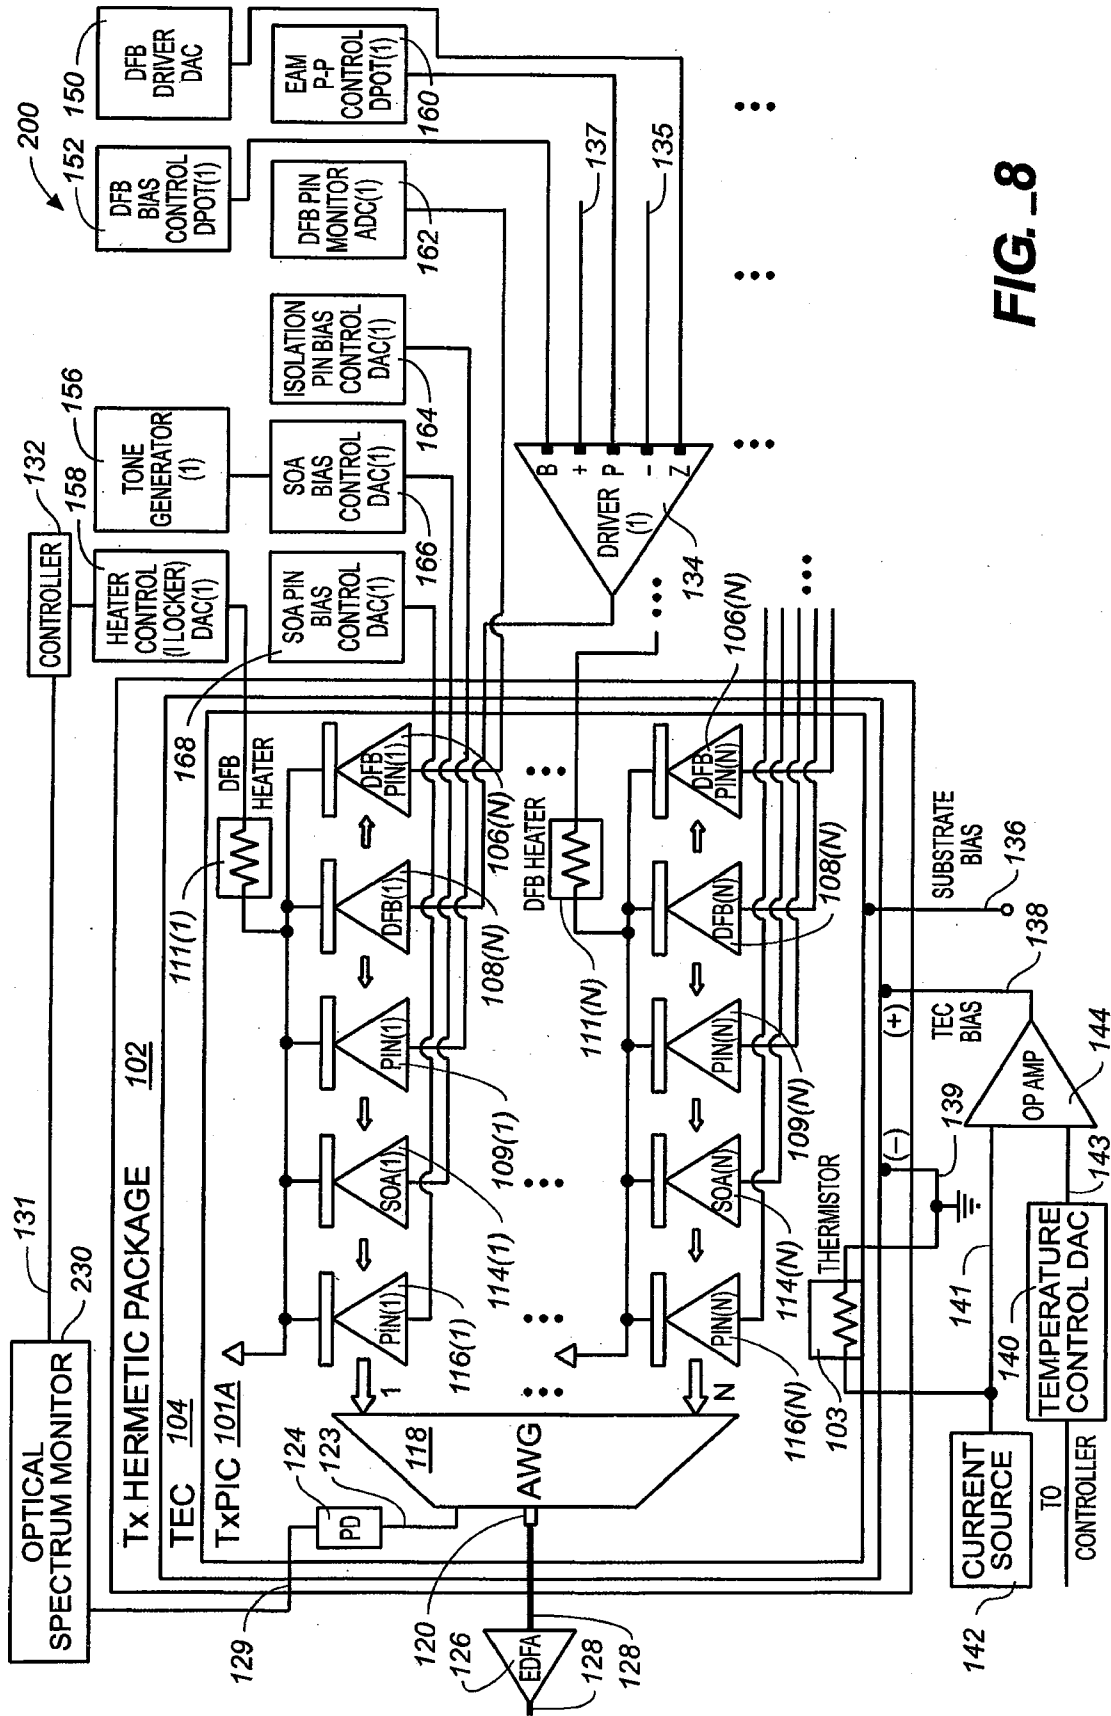 200
150
DFB
DRIVER
DAC
152
DFB
BIAS
CONTROL
DPOT(1)
156
TONE
GENERATOR
(1)
132
CONTROLLER
158
HEATER
CONTROL
(I LOCKER)
DAC(1)
131
230
OPTICAL
SPECTRUM MONITOR
EAM
P-P
CONTROL
DPOT(1)
160
DFB PIN
MONITOR
ADC(1)
162
ISOLATION
PIN BIAS
CONTROL
DAC(1)
164
SOA
BIAS
CONTROL
DAC(1)
166
SOA PIN
BIAS
CONTROL
DAC(1)
168
Tx HERMETIC PACKAGE 102
TEC 104
TxPIC 101A
DFB
HEATER
111(1)
124
PD
123
129
PIN(1)
SOA(1)
PIN(1)
DFB(1)
DFB
PIN(1)
116(1)
114(1)
109(1)
108(N)
106(N)
1
118
AWG
N
120
126
EDFA
128
128
DFB HEATER
111(N)
B
+
P
-
Z
DRIVER
(1)
134
137
135
106(N)
PIN(N)
SOA(N)
PIN(N)
DFB(N)
DFB
PIN(N)
116(N)
114(N)
109(N)
108(N)
THERMISTOR
103
(-)
(+)
139
TEC
BIAS
138
SUBSTRATE
BIAS
136
OP AMP
144
141
143
140
TEMPERATURE
CONTROL DAC
CURRENT
SOURCE
142
TO
CONTROLLER
FIG._8